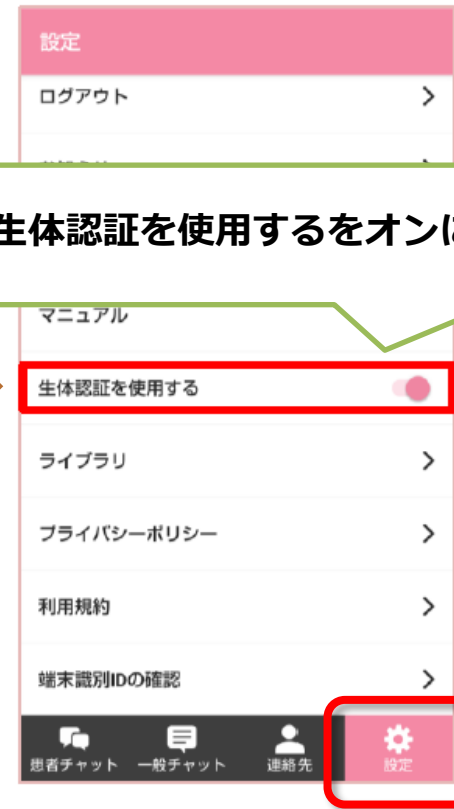 設定
ログアウト
生体認証を使用するをオンに
マニュアル
生体認証を使用する
ライブラリ
プライバシーポリシー
利用規約
端末識別IDの確認
患者チャット
一般チャット
連絡先
設定